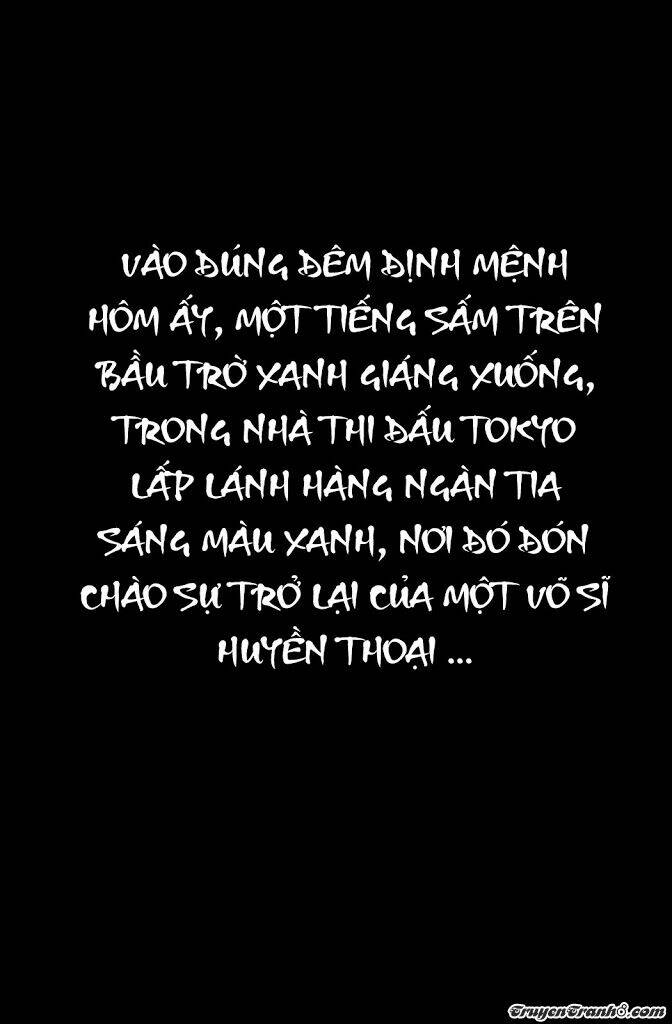 VÀO ĐÚNG ĐÊM ĐỊNH MỆNH
HÔM ẤY, MỘT TIẾNG SẤM TRÊN
BẦU TRỜ XANH GIÁNG XUỐNG,
TRONG NHÀ THI ĐẤU TOKYO
LẤP LÁNH HÀNG NGÀN TIA
SÁNG MÀU XANH, NƠI ĐÓ ĐÓN
CHÀO SỰ TRỞ LẠI CỦA MỘT VÕ SĨ
HUYỀN THOẠI ...
TruyenTranh8.com